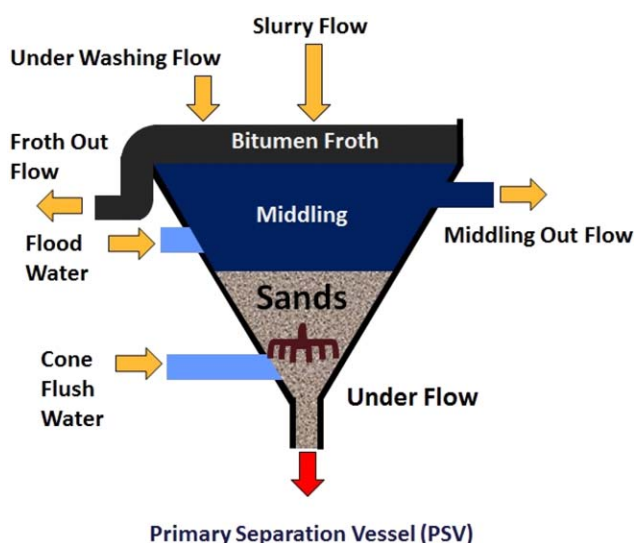 Slurry Flow
Under Washing Flow
Bitumen Froth
Froth Out
Flow
Middling
Middling Out Flow
Flood
Water
Sands
Cone
Flush
Water
Under Flow
Primary Separation Vessel (PSV)